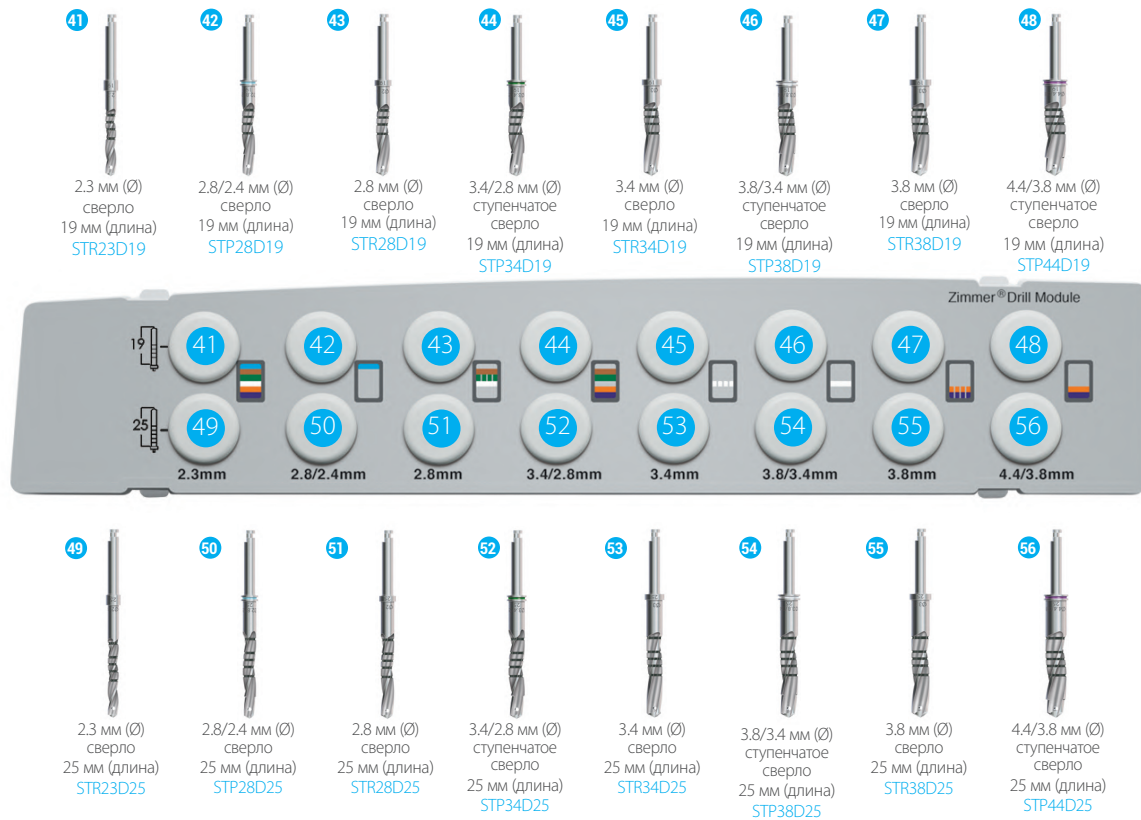 41
42
43
44
45
46
47
48
2.3 мм (Ø)
сверло
19 мм (длина)
STR23D19
2.8/2.4 мм (Ø)
сверло
19 мм (длина)
STP28D19
2.8 мм (Ø)
сверло
19 мм (длина)
STR28D19
3.4/2.8 мм (Ø)
ступенчатое
сверло
19 мм (длина)
STP34D19
3.4 мм (Ø)
сверло
19 мм (длина)
STR34D19
3.8/3.4 мм (Ø)
ступенчатое
сверло
19 мм (длина)
STP38D19
3.8 мм (Ø)
сверло
19 мм (длина)
STR38D19
4.4/3.8 мм (Ø)
ступенчатое
сверло
19 мм (длина)
STP44D19
Zimmer® Drill Module
19
41
42
43
44
45
46
47
48
25
49
50
51
52
53
54
55
56
2.3mm
2.8/2.4mm
2.8mm
3.4/2.8mm
3.4mm
3.8/3.4mm
3.8mm
4.4/3.8mm
49
50
51
52
53
54
55
56
2.3 мм (Ø)
сверло
25 мм (длина)
STR23D25
2.8/2.4 мм (Ø)
сверло
25 мм (длина)
STP28D25
2.8 мм (Ø)
сверло
25 мм (длина)
STR28D25
3.4/2.8 мм (Ø)
ступенчатое
сверло
25 мм (длина)
STP34D25
3.4 мм (Ø)
сверло
25 мм (длина)
STR34D25
3.8/3.4 мм (Ø)
ступенчатое
сверло
25 мм (длина)
STP38D25
3.8 мм (Ø)
сверло
25 мм (длина)
STR38D25
4.4/3.8 мм (Ø)
ступенчатое
сверло
25 мм (длина)
STP44D25